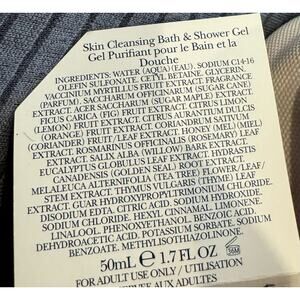 Skin Cleansing Bath & Shower Gel
Gel Purifiant pour le Bain et la
Douche
INGREDIENTS: WATER (AQUA) (EAU), SODIUM C14-16
OLEFIN SULFONATE, CETYL BETAINE, GLYCERIN,
VACCINIUM MYRTILLUS FRUIT EXTRACT, FRAGRANCE
(PARFUM), SACCHARUM OFFICINARUM (SUGAR CANE)
EXTRACT, ACER SACCHARUM (SUGAR MAPLE) EXTRACT,
FICUS CARICA (FIG) FRUIT EXTRACT, CITRUS LIMON
(LEMON) FRUIT EXTRACT, CITRUS AURANTIUM DULCIS
(ORANGE) FRUIT EXTRACT, CORIANDRUM SATIVUM
(CORIANDER) FRUIT/LEAF EXTRACT, HONEY (MEL) (MIEL)
EXTRACT, ROSMARINUS OFFICINALIS (ROSEMARY) LEAF
EXTRACT, SALIX ALBA (WILLOW) BARK EXTRACT,
EUCALYPTUS GLOBULUS LEAF EXTRACT, HYDRASTIS
CANADENSIS (GOLDEN SEAL) ROOT EXTRACT,
MELALEUCA ALTERNIFOLIA (TEA TREE) FLOWER/LEAF/
STEM EXTRACT, THYMUS VULGARIS (THYME) LEAF
EXTRACT, GUAR HYDROXYPROPYLTRIMONIUM CHLORIDE,
DISODIUM EDTA, CITRIC ACID, SODIUM HYDROXIDE,
SODIUM CHLORIDE, HEXYL CINNAMAL, LIMONENE,
LINALOOL, PHENOXYETHANOL, BENZOIC ACID,
DEHYDROACETIC ACID, POTASSIUM SORBATE, SODIUM
BENZOATE, METHYLISOTHIAZOLINONE.
50mL ℮ 1.7 FL OZ
FOR ADULT USE ONLY / UTILISATION
AUX ADULTES